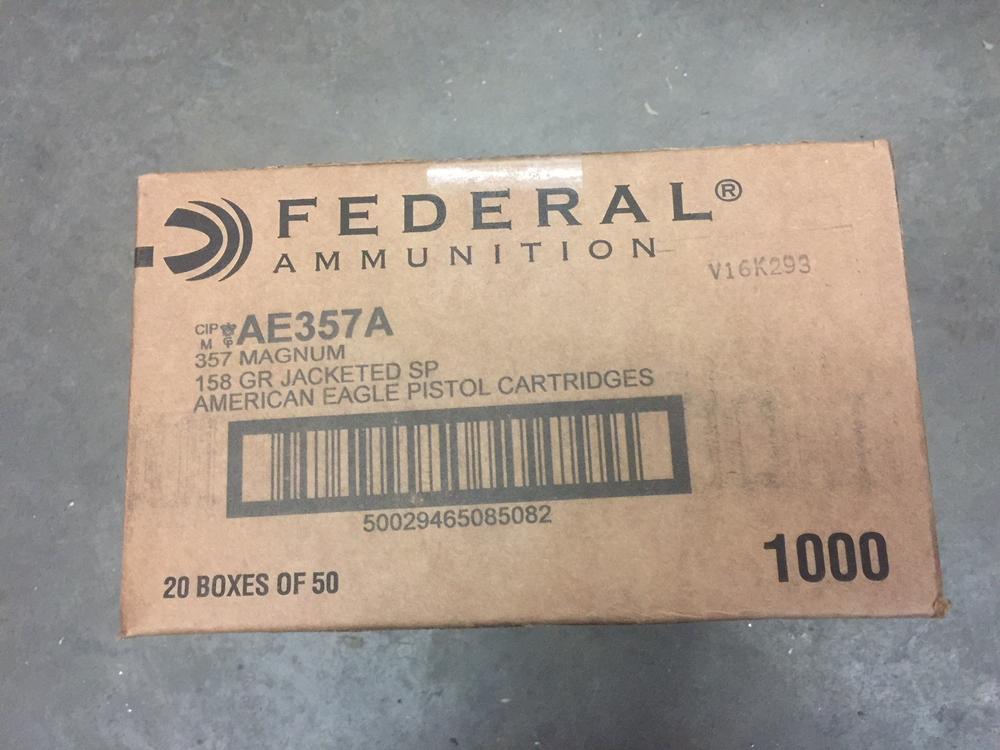 FEDERAL®
AMMUNITION
V16K293
CIP M AE357A
357 MAGNUM
158 GR JACKETED SP
AMERICAN EAGLE PISTOL CARTRIDGES
50029465085082
20 BOXES OF 50
1000